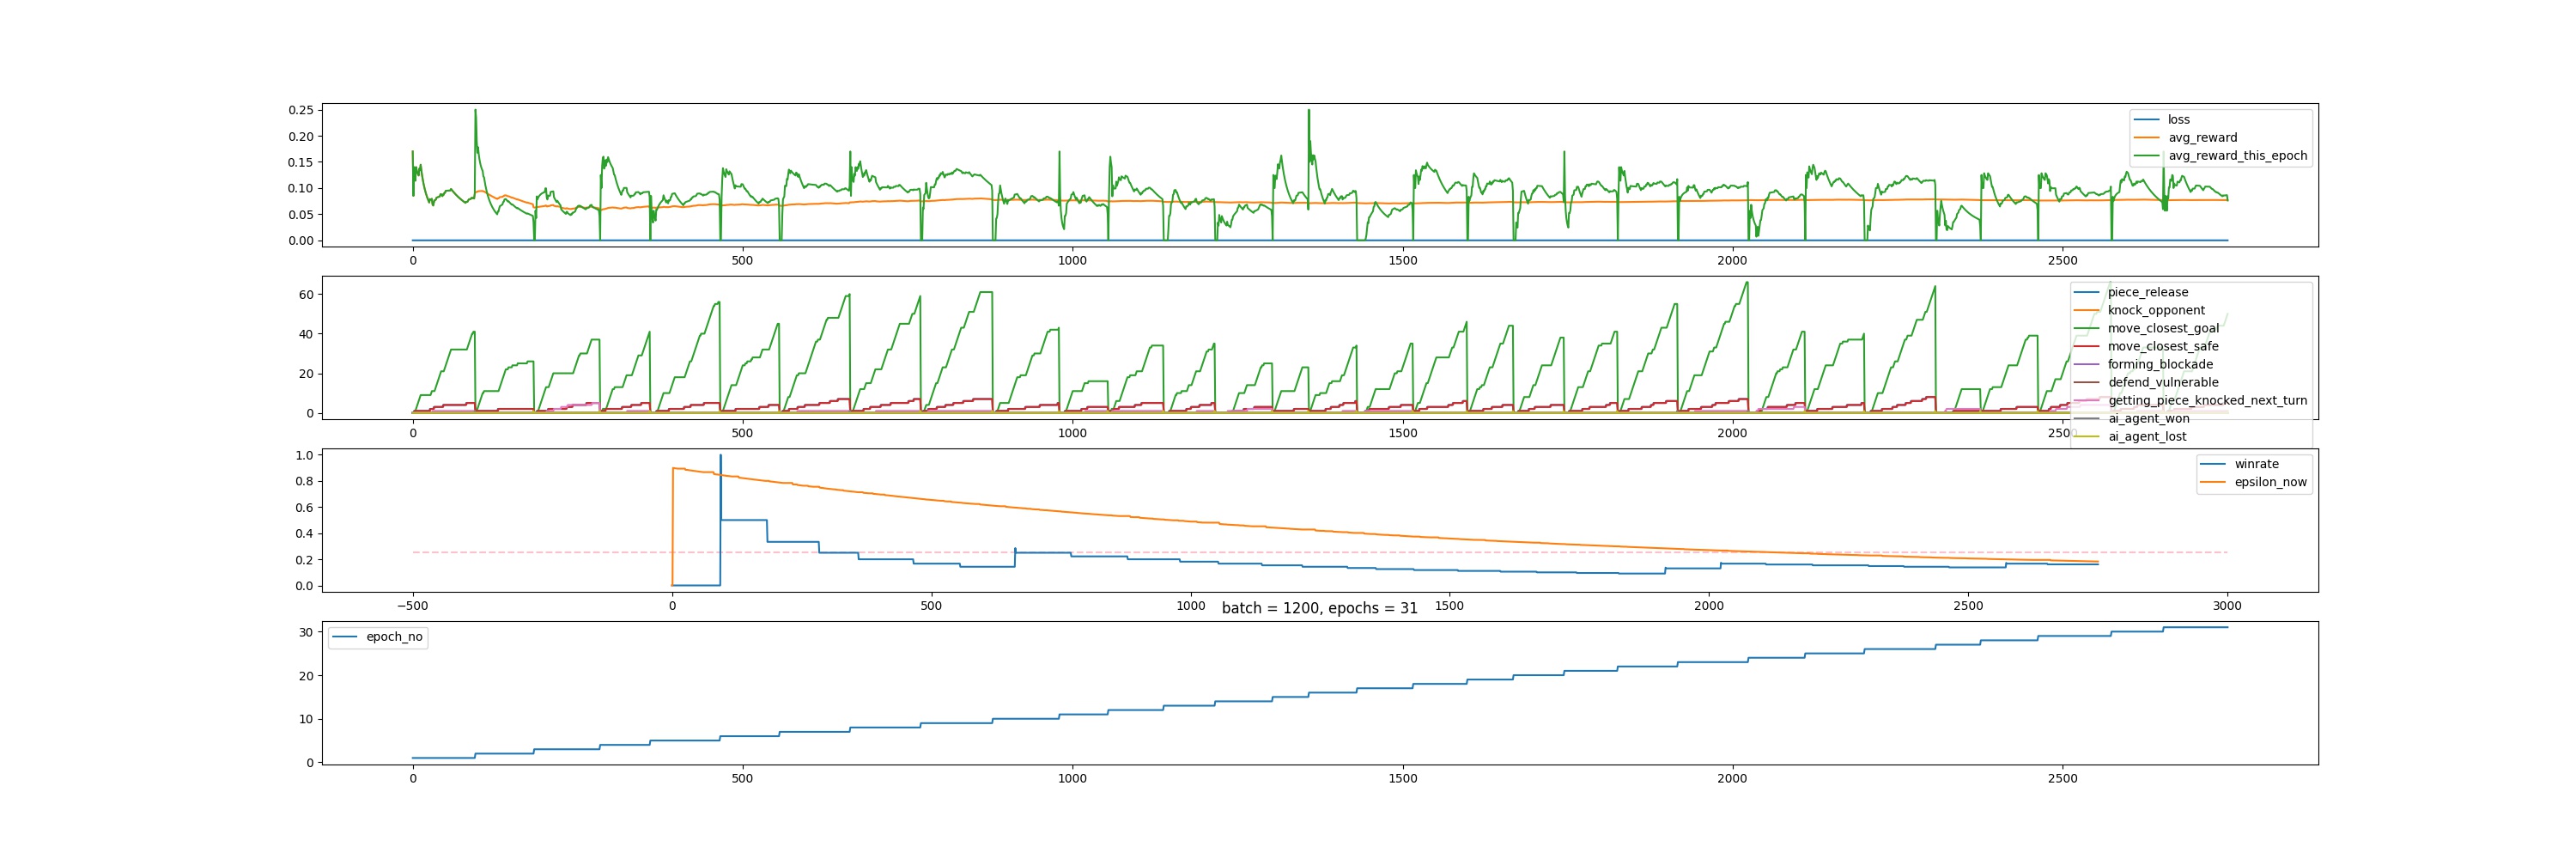 0.25
0.20
0.15
0.10
0.05
0.00
loss
avg_reward
avg_reward_this_epoch
0 500 1000 1500 2000 2500
60
40
20
0
piece_release
knock_opponent
move_closest_goal
move_closest_safe
forming_blockade
defend_vulnerable
getting_piece_knocked_next_turn
ai_agent_won
ai_agent_lost
0 500 1000 1500 2000 2500
1.0
0.8
0.6
0.4
0.2
0.0
winrate
epsilon_now
−500 0 500 1000 1500 2000 2500 3000
batch = 1200, epochs = 31
30
20
10
0
epoch_no
0 500 1000 1500 2000 2500